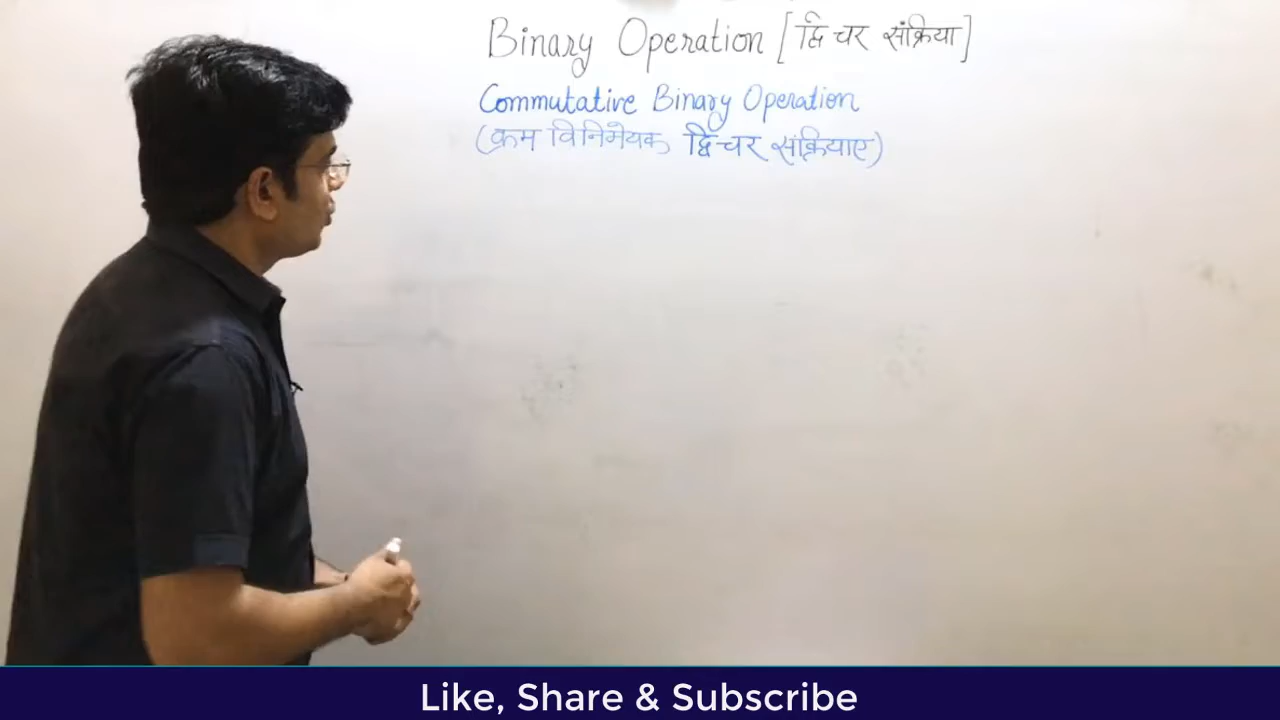 Binary Operation [द्वि चर संक्रिया]
Commutative Binary Operation
(क्रम विनिमेयक द्विचर संक्रियाए)
Like, Share & Subscribe